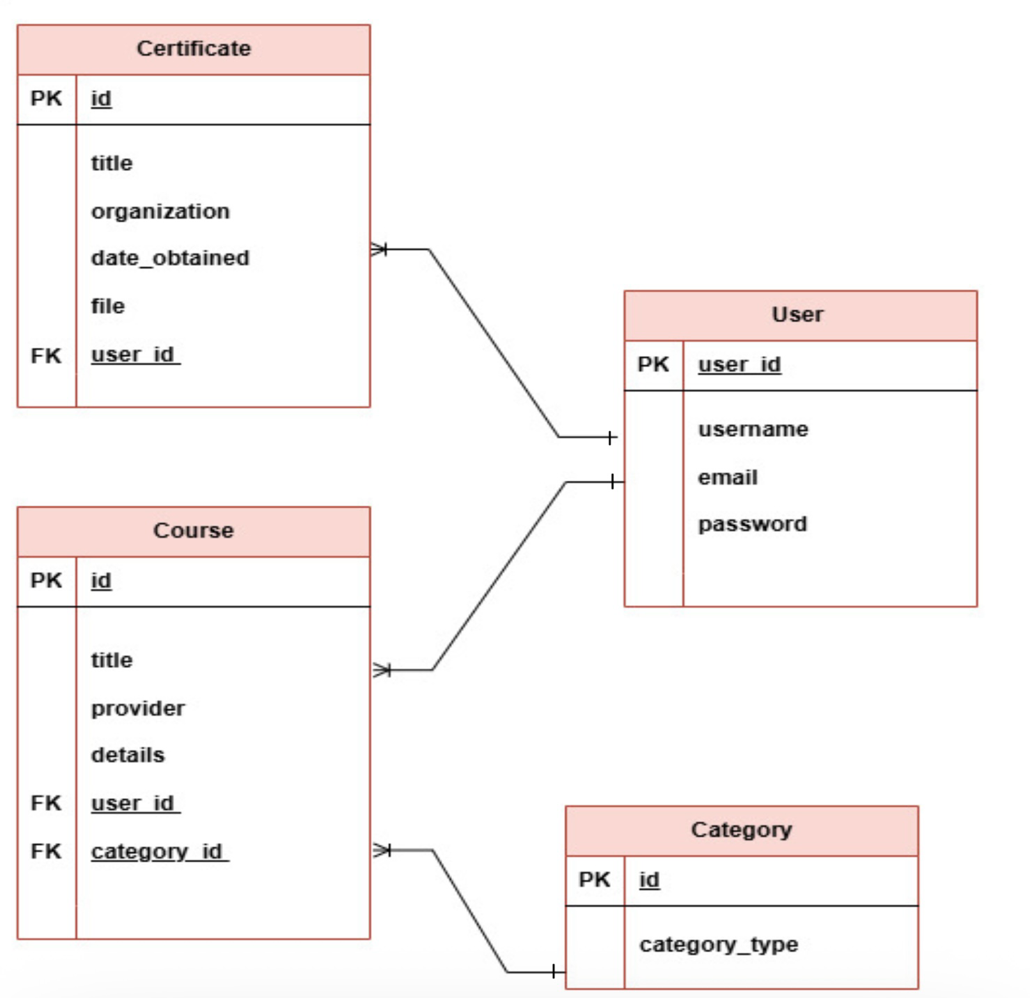 Certificate
PK id
title
organization
date_obtained
file
FK user_id
User
PK user_id
username
email
password
Course
PK id
title
provider
details
FK user_id
FK category_id
Category
PK id
category_type